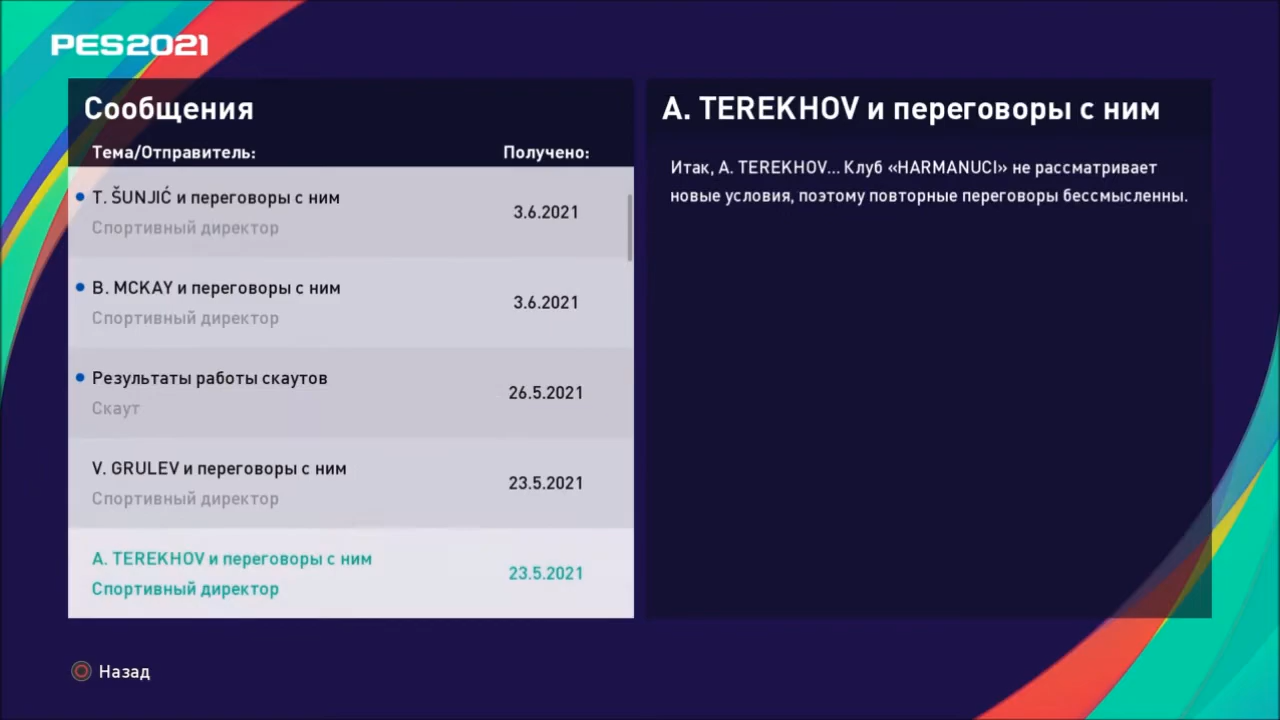 PES2021
Сообщения
Тема/Отправитель: Получено:
T. ŠUNJIĆ и переговоры с ним
Спортивный директор
3.6.2021
B. MCKAY и переговоры с ним
Спортивный директор
3.6.2021
Результаты работы скаутов
Скаут
26.5.2021
V. GRULEV и переговоры с ним
Спортивный директор
23.5.2021
A. TEREKHOV и переговоры с ним
Спортивный директор
23.5.2021
A. TEREKHOV и переговоры с ним
Итак, A. TEREKHOV... Клуб «HARMANUCI» не рассматривает
новые условия, поэтому повторные переговоры бессмысленны.
Назад